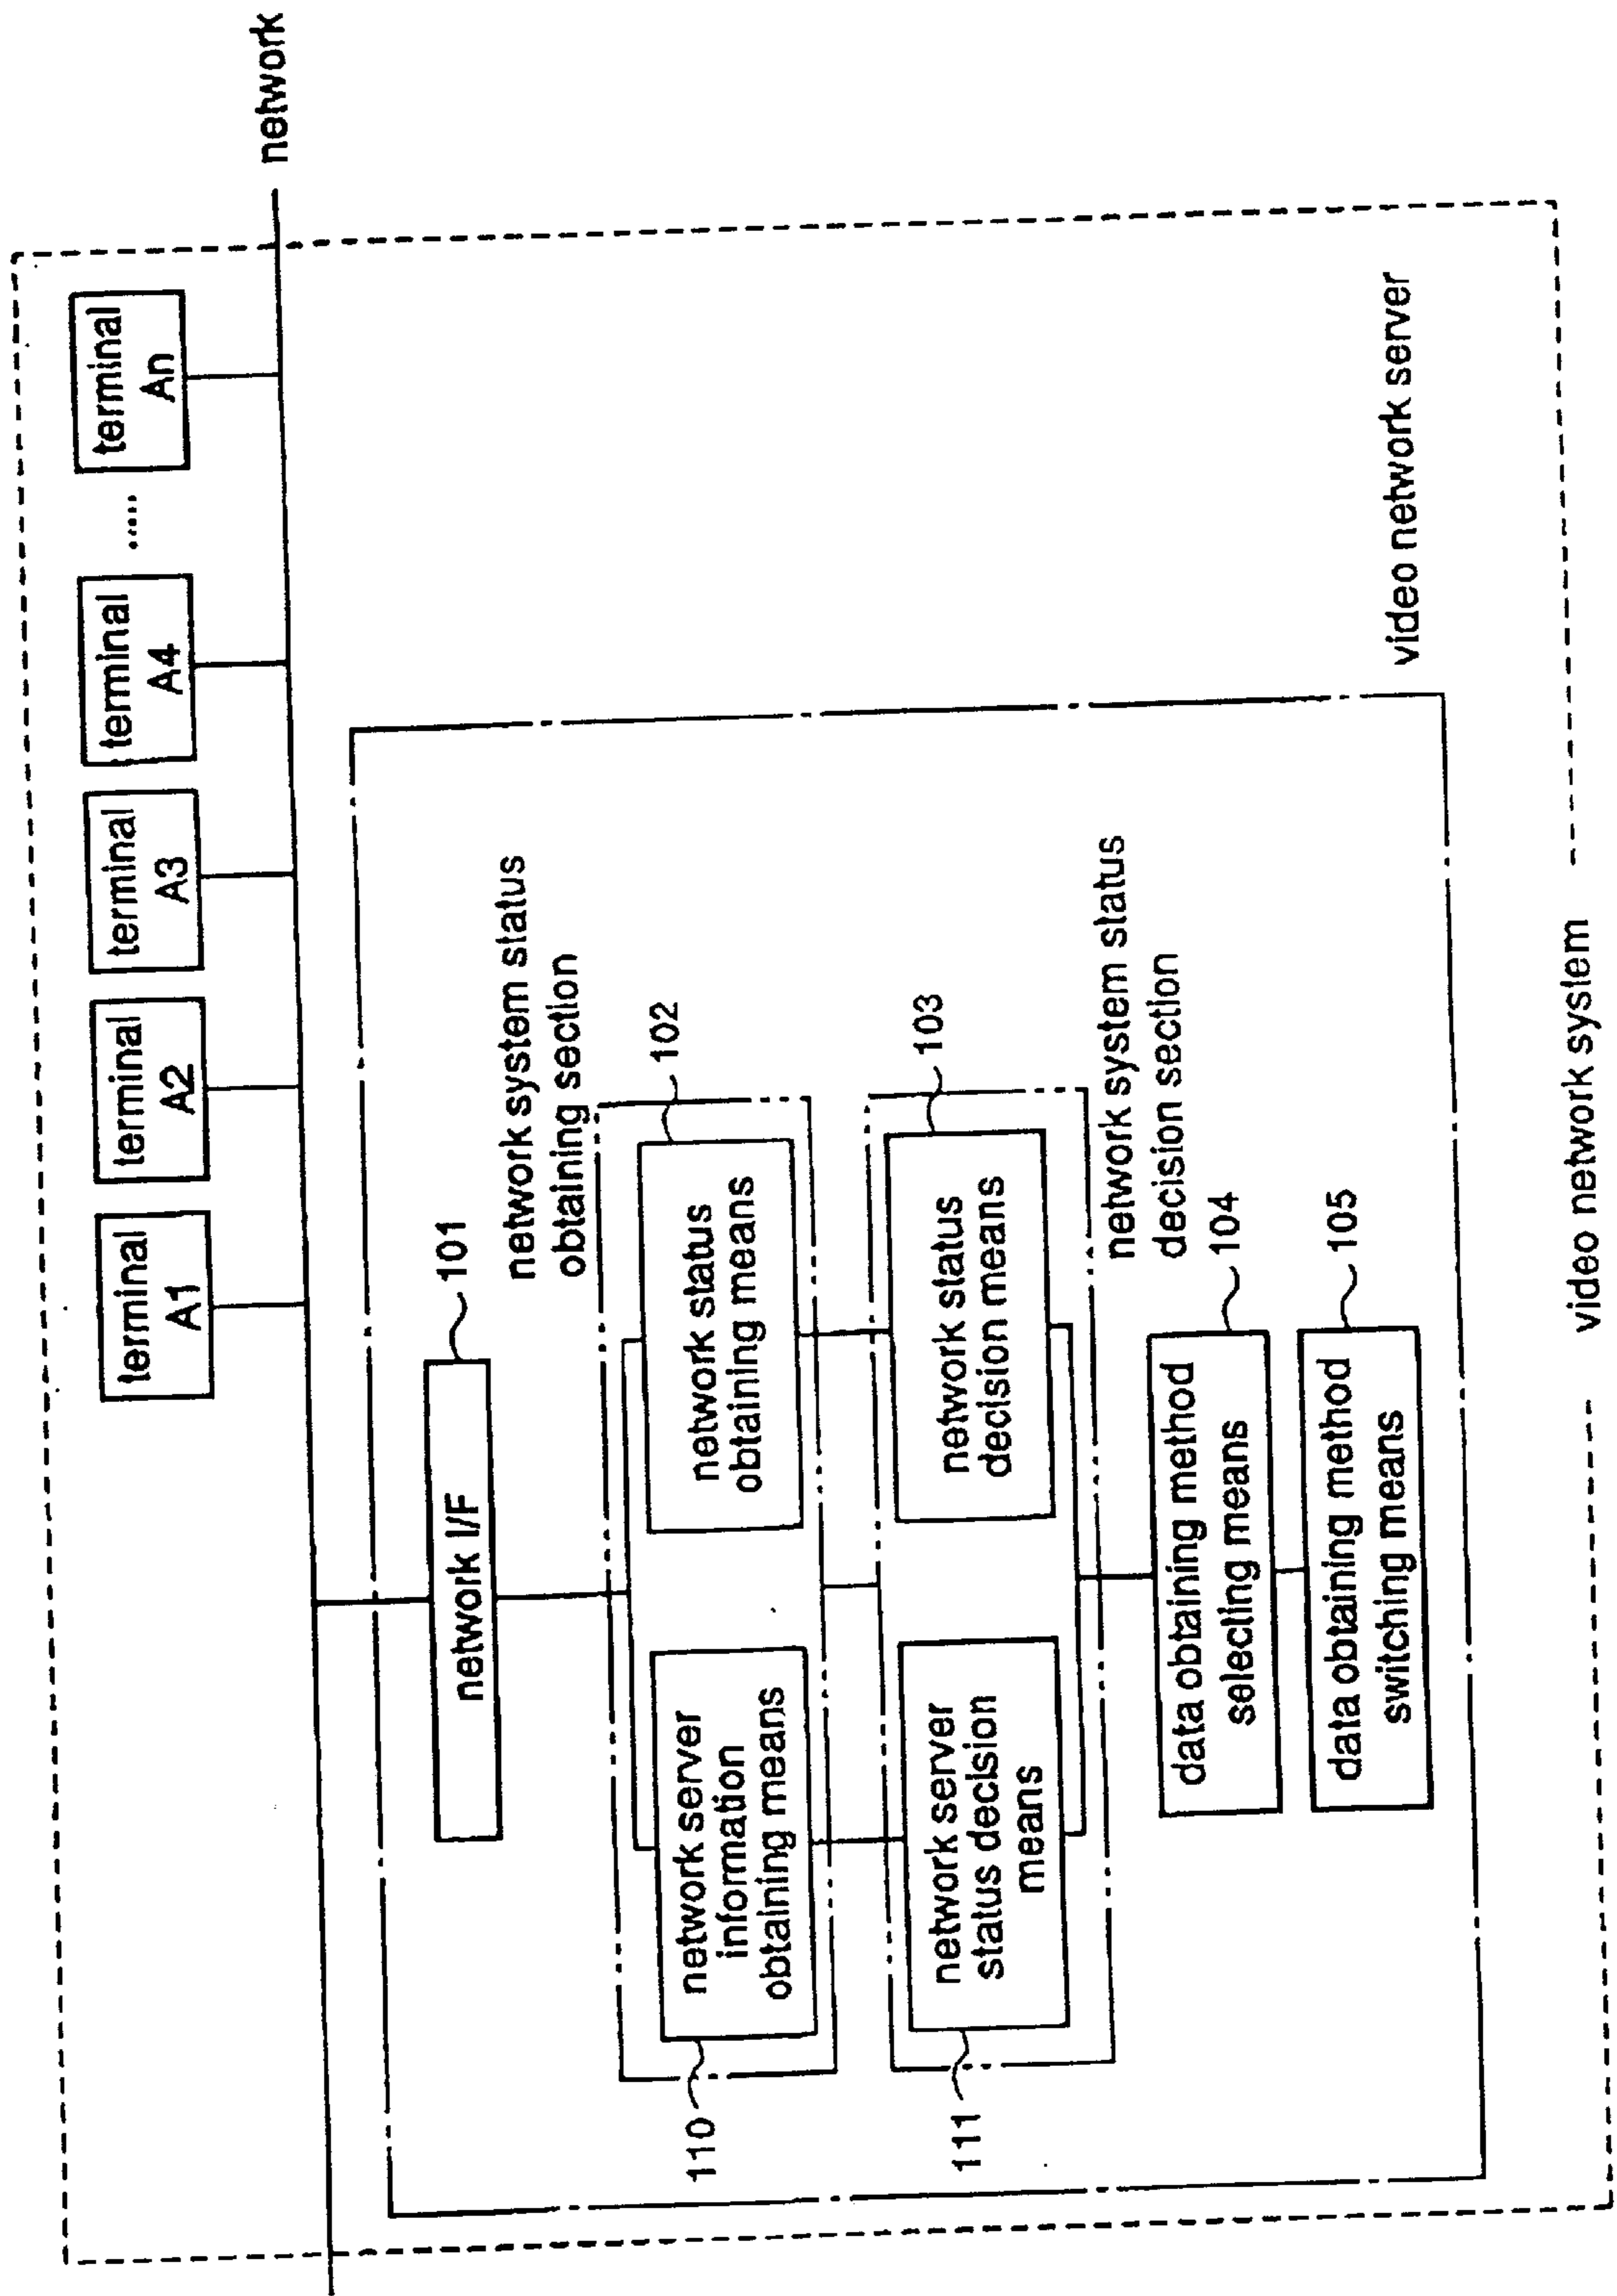 terminal
A1
terminal
A2
terminal
A3
terminal
A4
.....
terminal
An
network
network I/F
101
network system status
obtaining section
102
network server
information
obtaining means
110
network status
obtaining means
103
network server
status decision
means
111
network status
decision means
network system status
decision section
data obtaining method
selecting means
104
data obtaining method
switching means
105
video network server
video network system